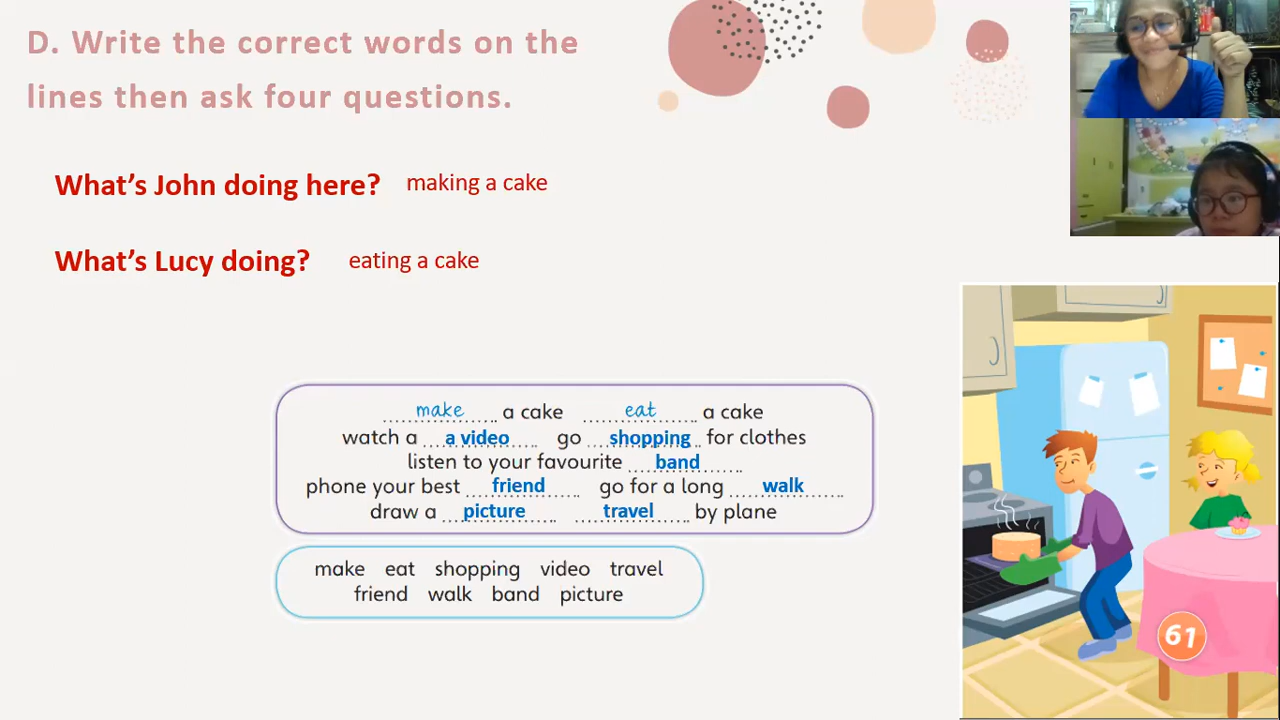 D. Write the correct words on the
lines then ask four questions.
What's John doing here? making a cake
What's Lucy doing? eating a cake
make a cake eat a cake
watch a a video go shopping for clothes
listen to your favourite band
phone your best friend go for a long walk
draw a picture travel by plane
make eat shopping video travel
friend walk band picture
61